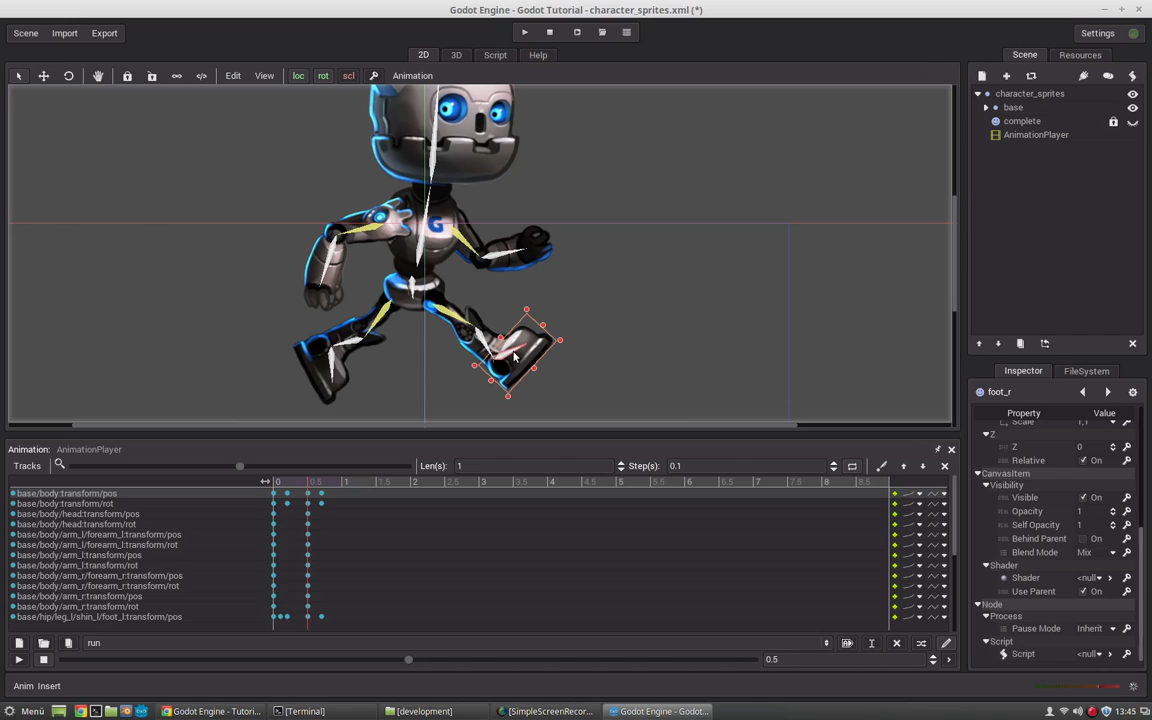 Godot Engine - Godot Tutorial - character_sprites.xml (*)
Scene Import Export
Settings
2D 3D Script Help
Scene Resources
Edit View loc rot scl Animation
character_sprites
base
complete
AnimationPlayer
G
Inspector FileSystem
foot_r
Property Value
Scale 1,1
Z
Z 0
Relative On
CanvasItem
Visibility
Visible On
Opacity 1
Self Opacity 1
Behind Parent On
Blend Mode Mix
Shader
Shader <null>
Use Parent On
Node
Process
Pause Mode Inherit
Script
Script <null>
Animation: AnimationPlayer
Tracks Len(s): 1 Step(s): 0.1
0 0.5 1 1.5 2 2.5 3 3.5 4 4.5 5 5.5 6 6.5 7 7.5 8 8.5
base/body:transform/pos
base/body:transform/rot
base/body/head:transform/pos
base/body/head:transform/rot
base/body/arm_l/forearm_l:transform/pos
base/body/arm_l/forearm_l:transform/rot
base/body/arm_l:transform/pos
base/body/arm_l:transform/rot
base/body/arm_r/forearm_r:transform/pos
base/body/arm_r/forearm_r:transform/rot
base/body/arm_r:transform/pos
base/body/arm_r:transform/rot
base/hip/leg_l/shin_l/foot_l:transform/pos
run
0.5
Anim Insert
Menü Godot Engine - Tutori... [Terminal] [development] [SimpleScreenRecor... Godot Engine - Godot... 13:45